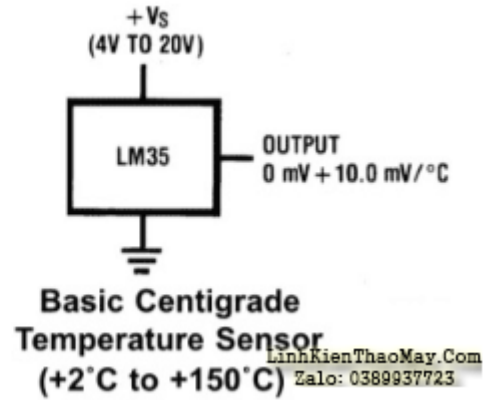 +Vs
(4V TO 20V)
LM35
OUTPUT
0 mV + 10.0 mV/°C
Basic Centigrade
Temperature Sensor
(+2°C to +150°C)
LinhKienThaoMay.Com
Zalo: 0389937723